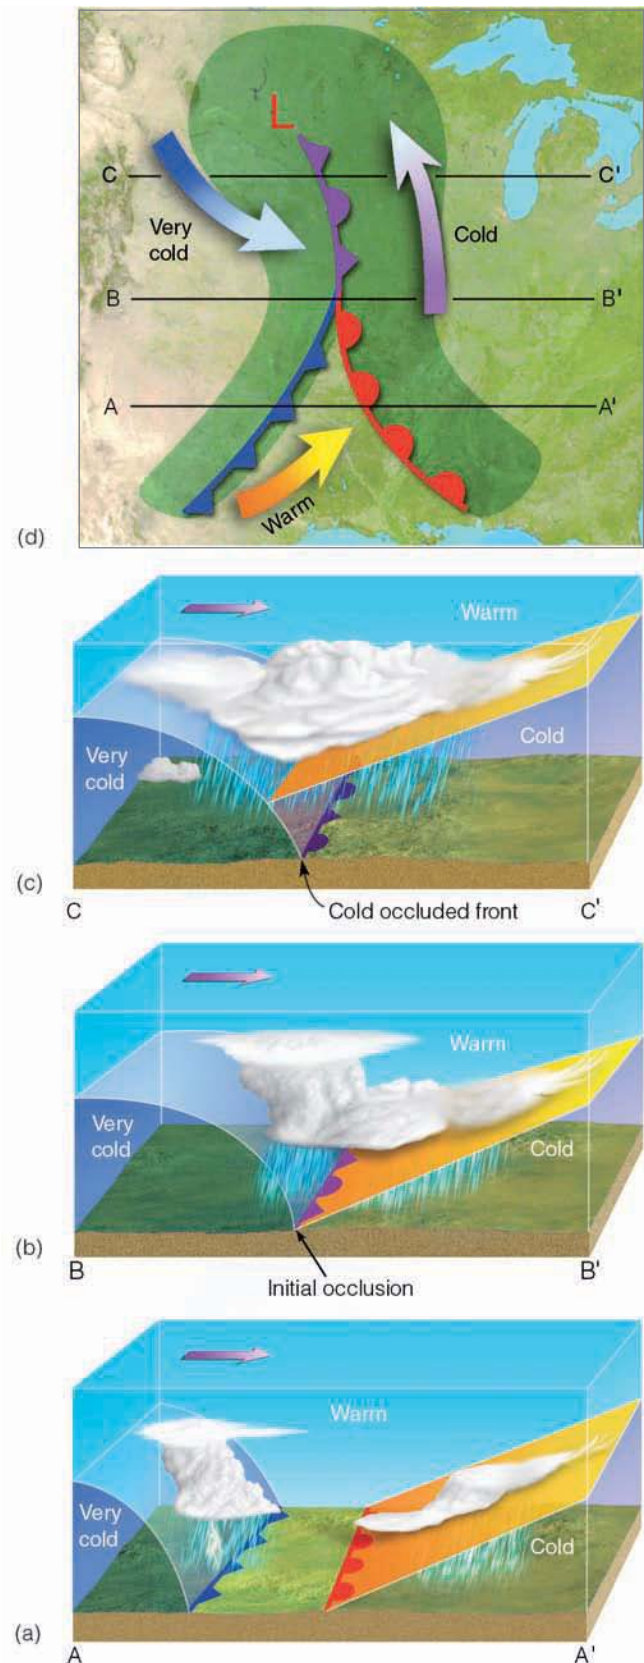 L
C
C'
Very
cold
Cold
B
B'
A
A'
Warm
(d)
Warm
Very
cold
Cold
(c)
C
Cold occluded front
C'
Warm
Very
cold
Cold
(b)
B
Initial occlusion
B'
Warm
Very
cold
Cold
(a)
A
A'